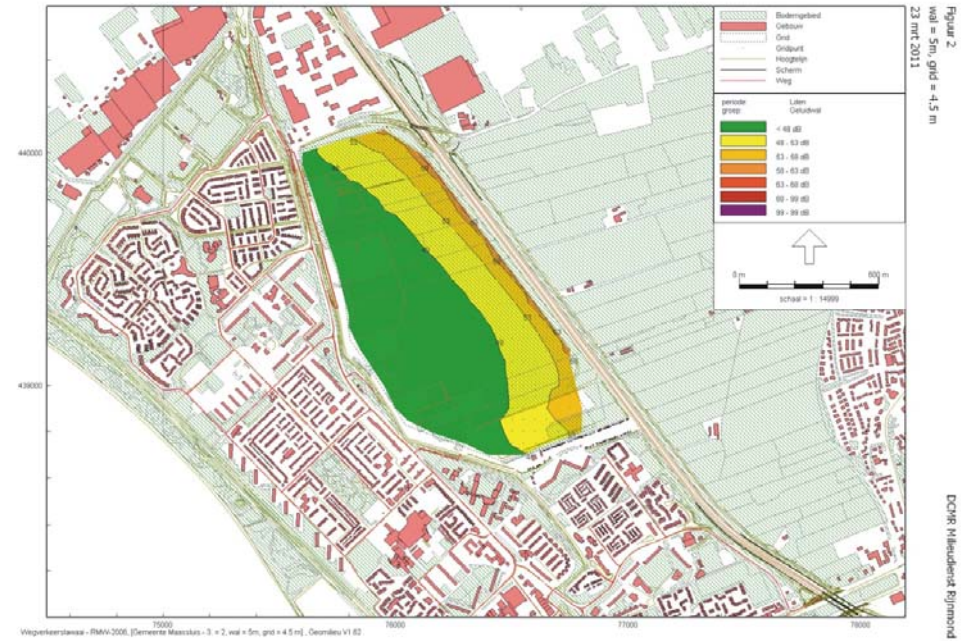 Figuur 2
wal = 5m, grid = 4,5 m
23 mrt 2011
DCMR Milieudienst Rijnmond
Bodemgebied
Gebouw
Grid
Gridpunt
Hoogtelijn
Scherm
Weg
periode
groep:
Lden
Geluidwal
< 48 dB
48 - 53 dB
53 - 58 dB
58 - 63 dB
63 - 68 dB
68 - 99 dB
99 - 99 dB
0 m
600 m
schaal = 1 : 14999
440000
439000
75000
76000
77000
78000
Wegverkeerslawaai - RMW-2006, [Gemeente Maassluis - 3. = 2, wal = 5m, grid = 4.5 m] , Geomilieu V1.62